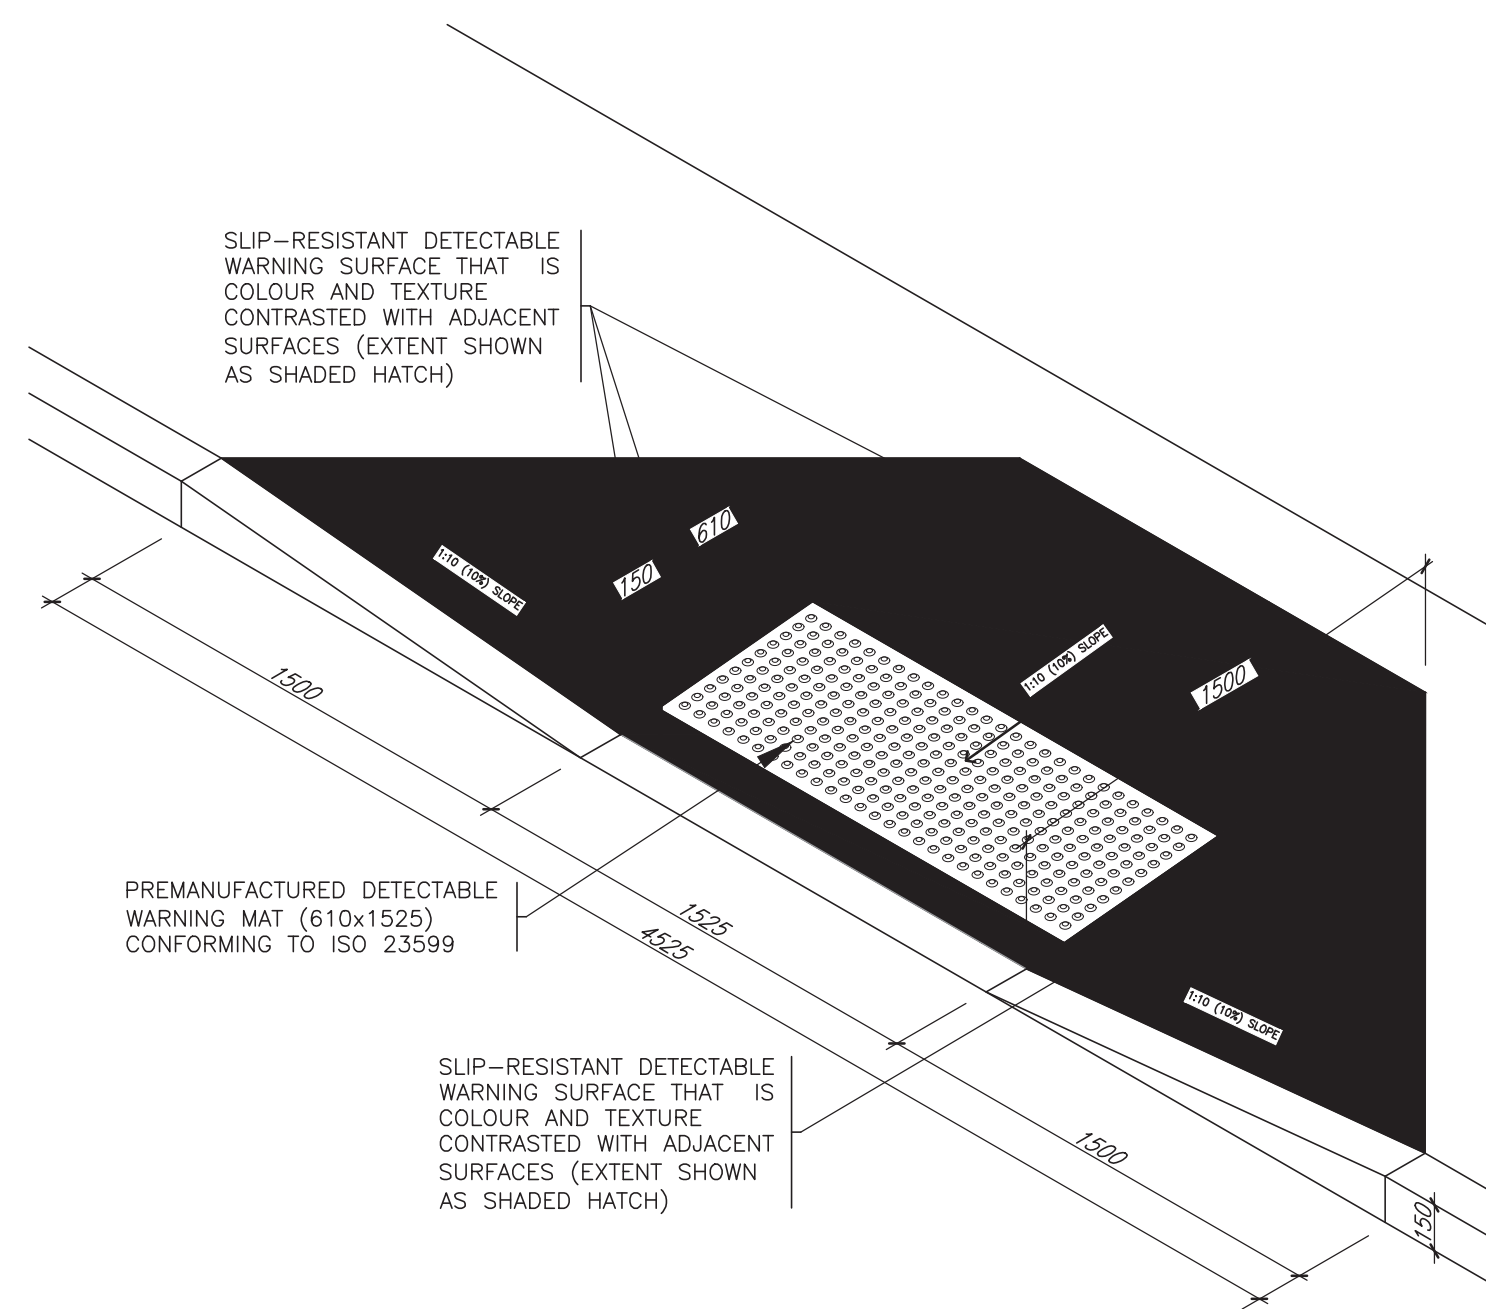 SLIP-RESISTANT DETECTABLE
WARNING SURFACE THAT IS
COLOUR AND TEXTURE
CONTRASTED WITH ADJACENT
SURFACES (EXTENT SHOWN
AS SHADED HATCH)
610
150
1:10 (10%) SLOPE
1:10 (10%) SLOPE
1500
1500
PREMANUFACTURED DETECTABLE
WARNING MAT (610x1525)
CONFORMING TO ISO 23599
1525
4525
1:10 (10%) SLOPE
SLIP-RESISTANT DETECTABLE
WARNING SURFACE THAT IS
COLOUR AND TEXTURE
CONTRASTED WITH ADJACENT
SURFACES (EXTENT SHOWN
AS SHADED HATCH)
1500
150